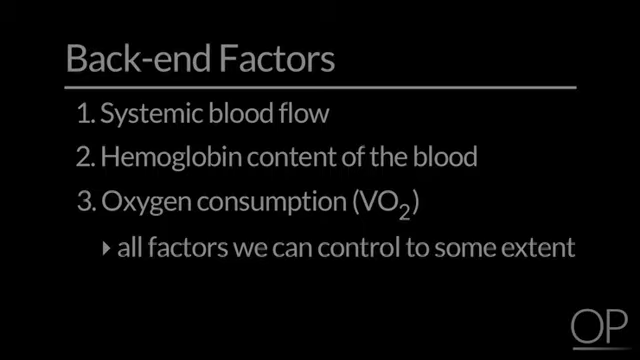 Back-end Factors
1. Systemic blood flow
2. Hemoglobin content of the blood
3. Oxygen consumption (VO₂)
‣ all factors we can control to some extent
OP